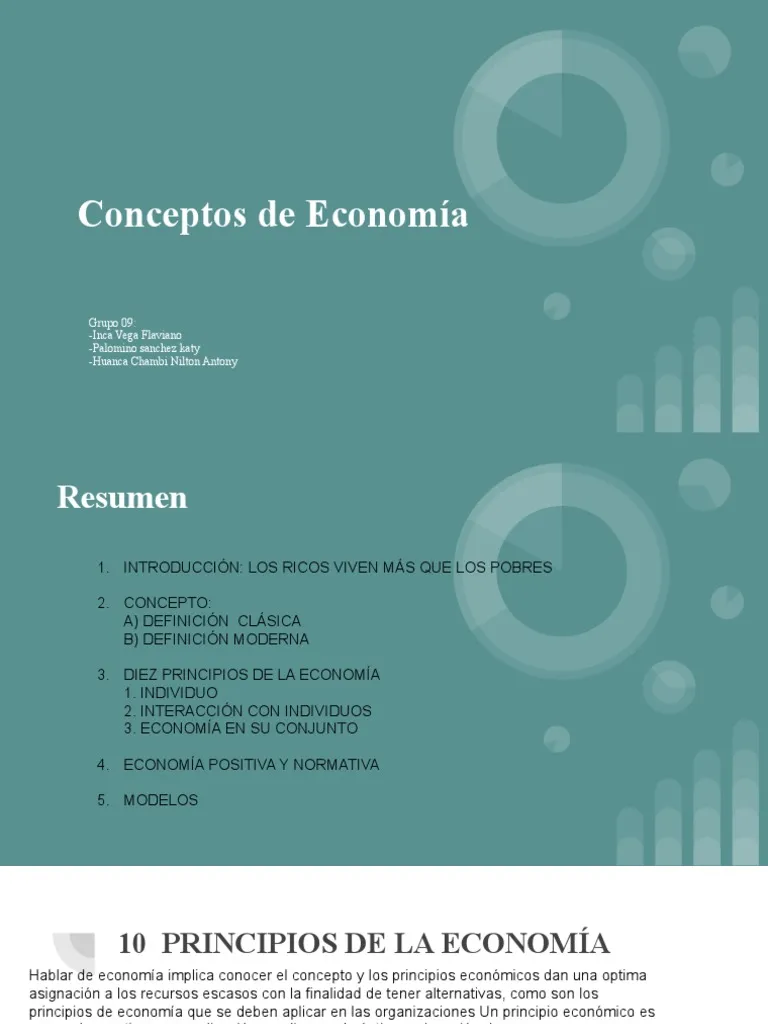 Conceptos de Economía
Grupo 09:
-Inca Vega Flaviano
-Palomino sanchez katy
-Huanca Chambi Nilton Antony
Resumen
1. INTRODUCCIÓN: LOS RICOS VIVEN MÁS QUE LOS POBRES
2. CONCEPTO:
A) DEFINICIÓN CLÁSICA
B) DEFINICIÓN MODERNA
3. DIEZ PRINCIPIOS DE LA ECONOMÍA
1. INDIVIDUO
2. INTERACCIÓN CON INDIVIDUOS
3. ECONOMÍA EN SU CONJUNTO
4. ECONOMÍA POSITIVA Y NORMATIVA
5. MODELOS
10 PRINCIPIOS DE LA ECONOMÍA
Hablar de economía implica conocer el concepto y los principios económicos dan una optima
asignación a los recursos escasos con la finalidad de tener alternativas, como son los
principios de economía que se deben aplicar en las organizaciones Un principio económico es